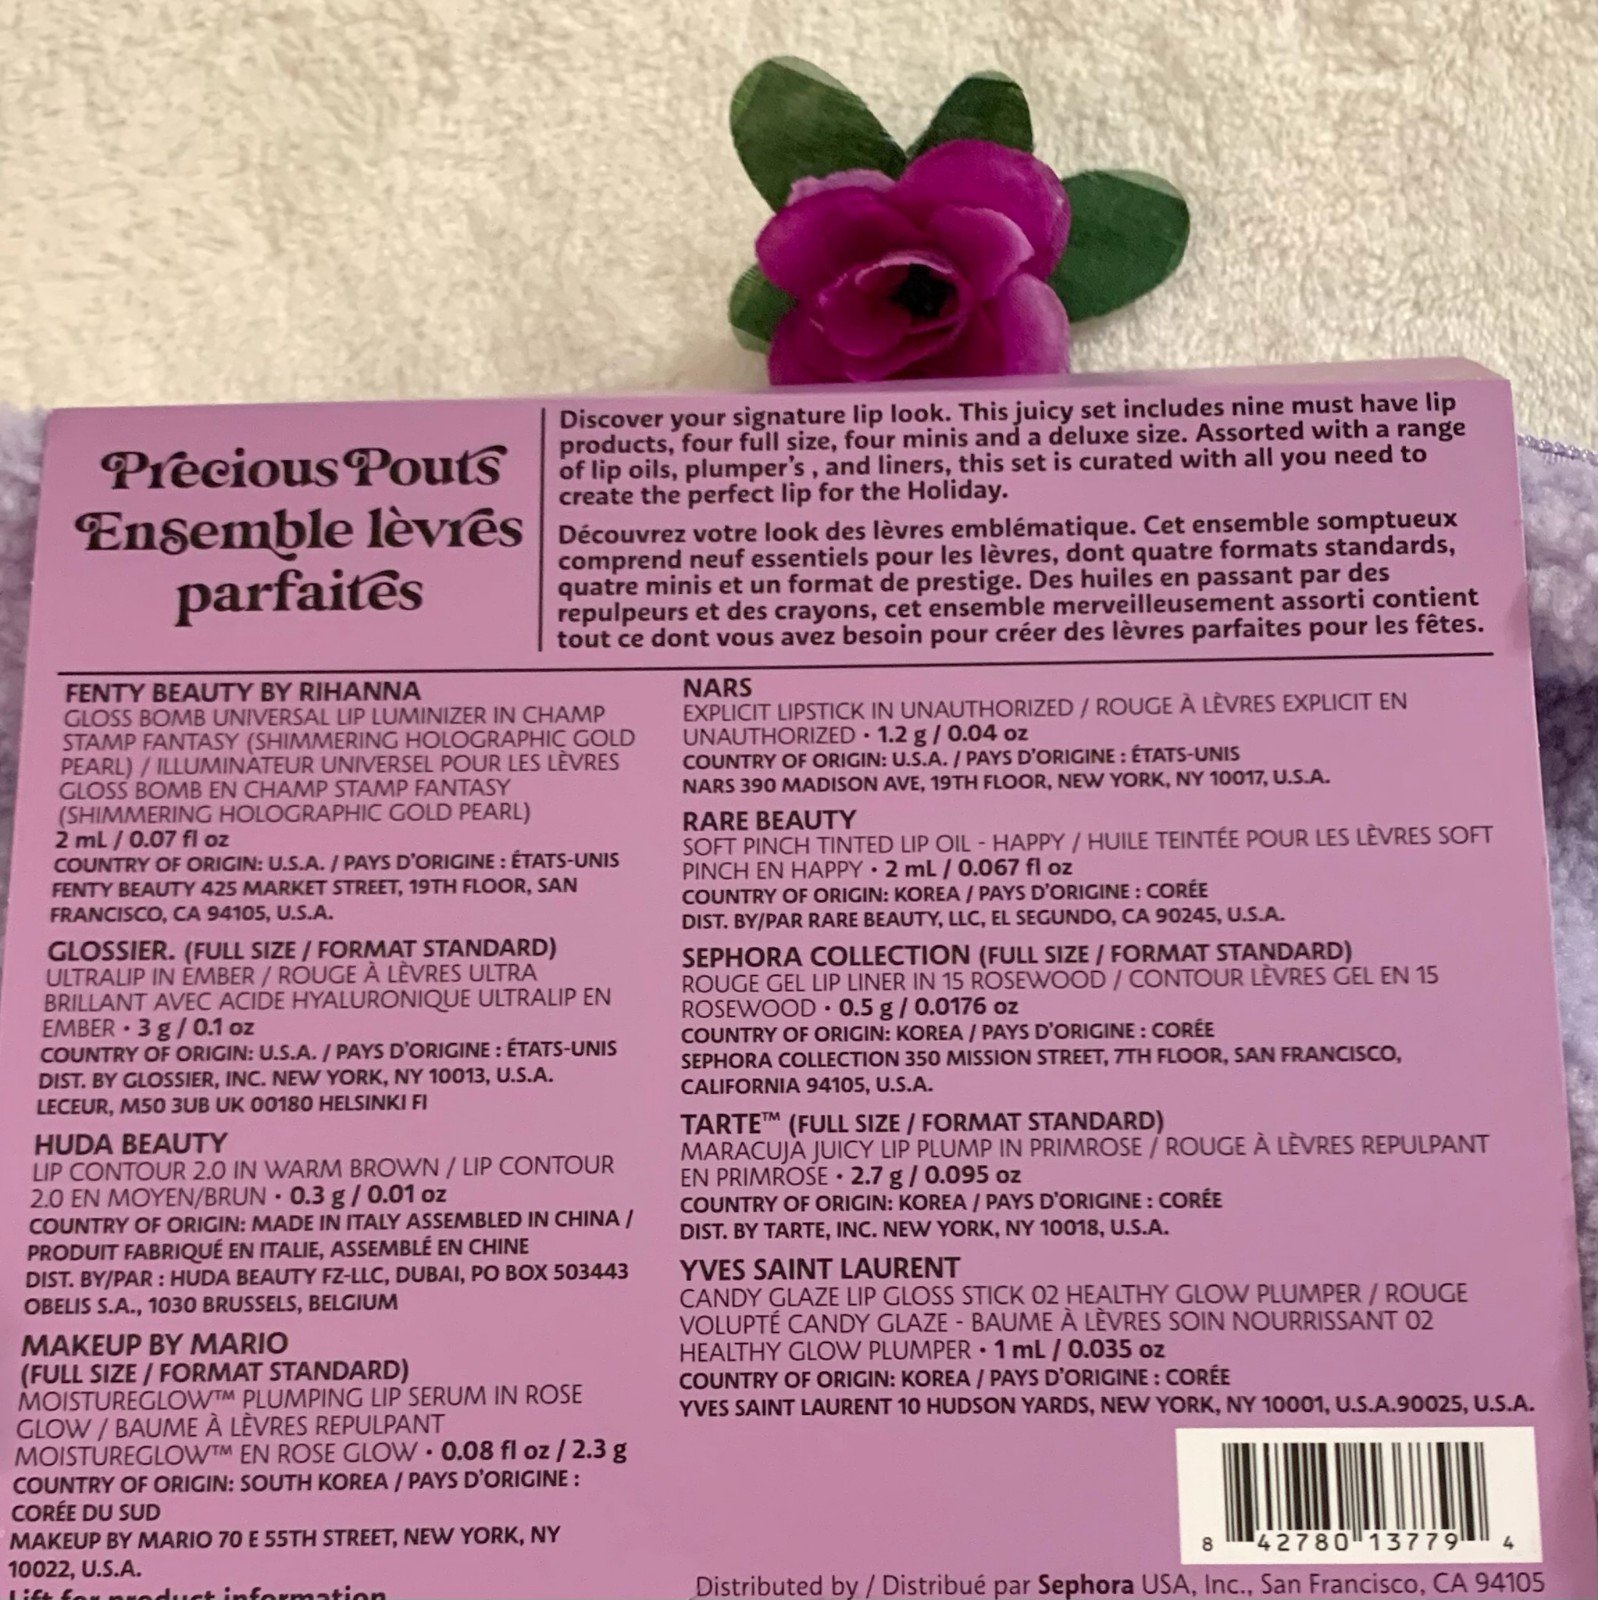 Precious Pouts
Ensemble lèvres
parfaites
Discover your signature lip look. This juicy set includes nine must have lip
products, four full size, four minis and a deluxe size. Assorted with a range
of lip oils, plumper's , and liners, this set is curated with all you need to
create the perfect lip for the Holiday.
Découvrez votre look des lèvres emblématique. Cet ensemble somptueux
comprend neuf essentiels pour les lèvres, dont quatre formats standards,
quatre minis et un format de prestige. Des huiles en passant par des
repulpeurs et des crayons, cet ensemble merveilleusement assorti contient
tout ce dont vous avez besoin pour créer des lèvres parfaites pour les fêtes.
FENTY BEAUTY BY RIHANNA
GLOSS BOMB UNIVERSAL LIP LUMINIZER IN CHAMP
STAMP FANTASY (SHIMMERING HOLOGRAPHIC GOLD
PEARL) / ILLUMINATEUR UNIVERSEL POUR LES LÈVRES
GLOSS BOMB EN CHAMP STAMP FANTASY
(SHIMMERING HOLOGRAPHIC GOLD PEARL)
2 mL / 0.07 fl oz
COUNTRY OF ORIGIN: U.S.A. / PAYS D'ORIGINE : ÉTATS-UNIS
FENTY BEAUTY 425 MARKET STREET, 19TH FLOOR, SAN
FRANCISCO, CA 94105, U.S.A.
GLOSSIER. (FULL SIZE / FORMAT STANDARD)
ULTRALIP IN EMBER / ROUGE À LÈVRES ULTRA
BRILLANT AVEC ACIDE HYALURONIQUE ULTRALIP EN
EMBER • 3 g / 0.1 oz
COUNTRY OF ORIGIN: U.S.A. / PAYS D'ORIGINE : ÉTATS-UNIS
DIST. BY GLOSSIER, INC. NEW YORK, NY 10013, U.S.A.
LECEUR, M50 3UB UK 00180 HELSINKI FI
HUDA BEAUTY
LIP CONTOUR 2.0 IN WARM BROWN / LIP CONTOUR
2.0 EN MOYEN/BRUN • 0.3 g / 0.01 oz
COUNTRY OF ORIGIN: MADE IN ITALY ASSEMBLED IN CHINA /
PRODUIT FABRIQUÉ EN ITALIE, ASSEMBLÉ EN CHINE
DIST. BY/PAR : HUDA BEAUTY FZ-LLC, DUBAI, PO BOX 503443
OBELIS S.A., 1030 BRUSSELS, BELGIUM
MAKEUP BY MARIO
(FULL SIZE / FORMAT STANDARD)
MOISTUREGLOW™ PLUMPING LIP SERUM IN ROSE
GLOW / BAUME À LÈVRES REPULPANT
MOISTUREGLOW™ EN ROSE GLOW • 0.08 fl oz / 2.3 g
COUNTRY OF ORIGIN: SOUTH KOREA / PAYS D'ORIGINE :
CORÉE DU SUD
MAKEUP BY MARIO 70 E 55TH STREET, NEW YORK, NY
10022, U.S.A.
Lift for product information
NARS
EXPLICIT LIPSTICK IN UNAUTHORIZED / ROUGE À LÈVRES EXPLICIT EN
UNAUTHORIZED • 1.2 g / 0.04 oz
COUNTRY OF ORIGIN: U.S.A. / PAYS D'ORIGINE : ÉTATS-UNIS
NARS 390 MADISON AVE, 19TH FLOOR, NEW YORK, NY 10017, U.S.A.
RARE BEAUTY
SOFT PINCH TINTED LIP OIL - HAPPY / HUILE TEINTÉE POUR LES LÈVRES SOFT
PINCH EN HAPPY • 2 mL / 0.067 fl oz
COUNTRY OF ORIGIN: KOREA / PAYS D'ORIGINE : CORÉE
DIST. BY/PAR RARE BEAUTY, LLC, EL SEGUNDO, CA 90245, U.S.A.
SEPHORA COLLECTION (FULL SIZE / FORMAT STANDARD)
ROUGE GEL LIP LINER IN 15 ROSEWOOD / CONTOUR LÈVRES GEL EN 15
ROSEWOOD • 0.5 g / 0.0176 oz
COUNTRY OF ORIGIN: KOREA / PAYS D'ORIGINE : CORÉE
SEPHORA COLLECTION 350 MISSION STREET, 7TH FLOOR, SAN FRANCISCO,
CALIFORNIA 94105, U.S.A.
TARTE™ (FULL SIZE / FORMAT STANDARD)
MARACUJA JUICY LIP PLUMP IN PRIMROSE / ROUGE À LÈVRES REPULPANT
EN PRIMROSE • 2.7 g / 0.095 oz
COUNTRY OF ORIGIN: KOREA / PAYS D'ORIGINE : CORÉE
DIST. BY TARTE, INC. NEW YORK, NY 10018, U.S.A.
YVES SAINT LAURENT
CANDY GLAZE LIP GLOSS STICK 02 HEALTHY GLOW PLUMPER / ROUGE
VOLUPTÉ CANDY GLAZE - BAUME À LÈVRES SOIN NOURRISSANT 02
HEALTHY GLOW PLUMPER • 1 mL / 0.035 oz
COUNTRY OF ORIGIN: KOREA / PAYS D'ORIGINE : CORÉE
YVES SAINT LAURENT 10 HUDSON YARDS, NEW YORK, NY 10001, U.S.A.90025, U.S.A.
8 42780 13779 4
Distributed by / Distribué par Sephora USA, Inc., San Francisco, CA 94105